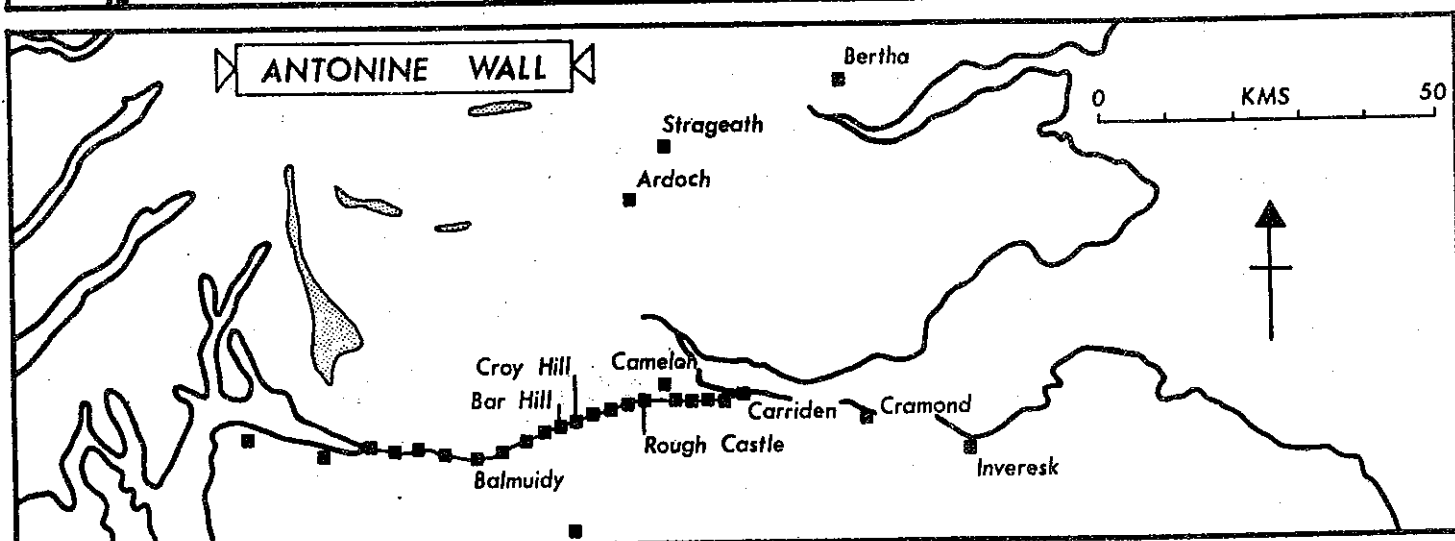 ANTONINE WALL
Bertha
0 KMS 50
Strageath
Ardoch
Croy Hill
Camelon
Bar Hill
Carriden
Cramond
Rough Castle
Inveresk
Balmuidy